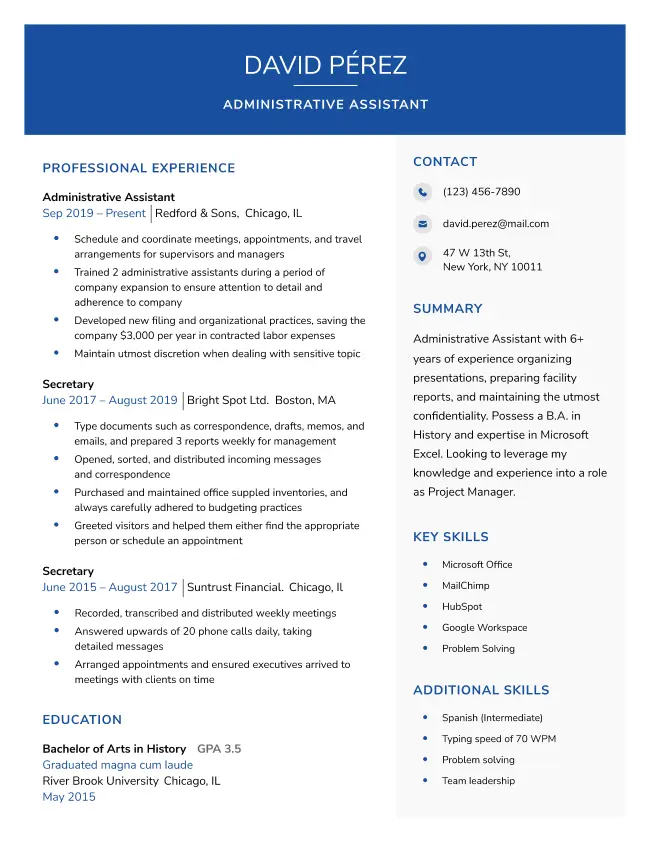 DAVID PÉREZ
ADMINISTRATIVE ASSISTANT
PROFESSIONAL EXPERIENCE
Administrative Assistant
Sep 2019 – Present | Redford & Sons, Chicago, IL
• Schedule and coordinate meetings, appointments, and travel
arrangements for supervisors and managers
• Trained 2 administrative assistants during a period of
company expansion to ensure attention to detail and
adherence to company
• Developed new filing and organizational practices, saving the
company $3,000 per year in contracted labor expenses
• Maintain utmost discretion when dealing with sensitive topic
Secretary
June 2017 – August 2019 | Bright Spot Ltd. Boston, MA
• Type documents such as correspondence, drafts, memos, and
emails, and prepared 3 reports weekly for management
• Opened, sorted, and distributed incoming messages
and correspondence
• Purchased and maintained office suppled inventories, and
always carefully adhered to budgeting practices
• Greeted visitors and helped them either find the appropriate
person or schedule an appointment
Secretary
June 2015 – August 2017 | Suntrust Financial. Chicago, Il
• Recorded, transcribed and distributed weekly meetings
• Answered upwards of 20 phone calls daily, taking
detailed messages
• Arranged appointments and ensured executives arrived to
meetings with clients on time
EDUCATION
Bachelor of Arts in History GPA 3.5
Graduated magna cum laude
River Brook University Chicago, IL
May 2015
CONTACT
(123) 456-7890
david.perez@mail.com
47 W 13th St,
New York, NY 10011
SUMMARY
Administrative Assistant with 6+
years of experience organizing
presentations, preparing facility
reports, and maintaining the utmost
confidentiality. Possess a B.A. in
History and expertise in Microsoft
Excel. Looking to leverage my
knowledge and experience into a role
as Project Manager.
KEY SKILLS
• Microsoft Office
• MailChimp
• HubSpot
• Google Workspace
• Problem Solving
ADDITIONAL SKILLS
• Spanish (Intermediate)
• Typing speed of 70 WPM
• Problem solving
• Team leadership